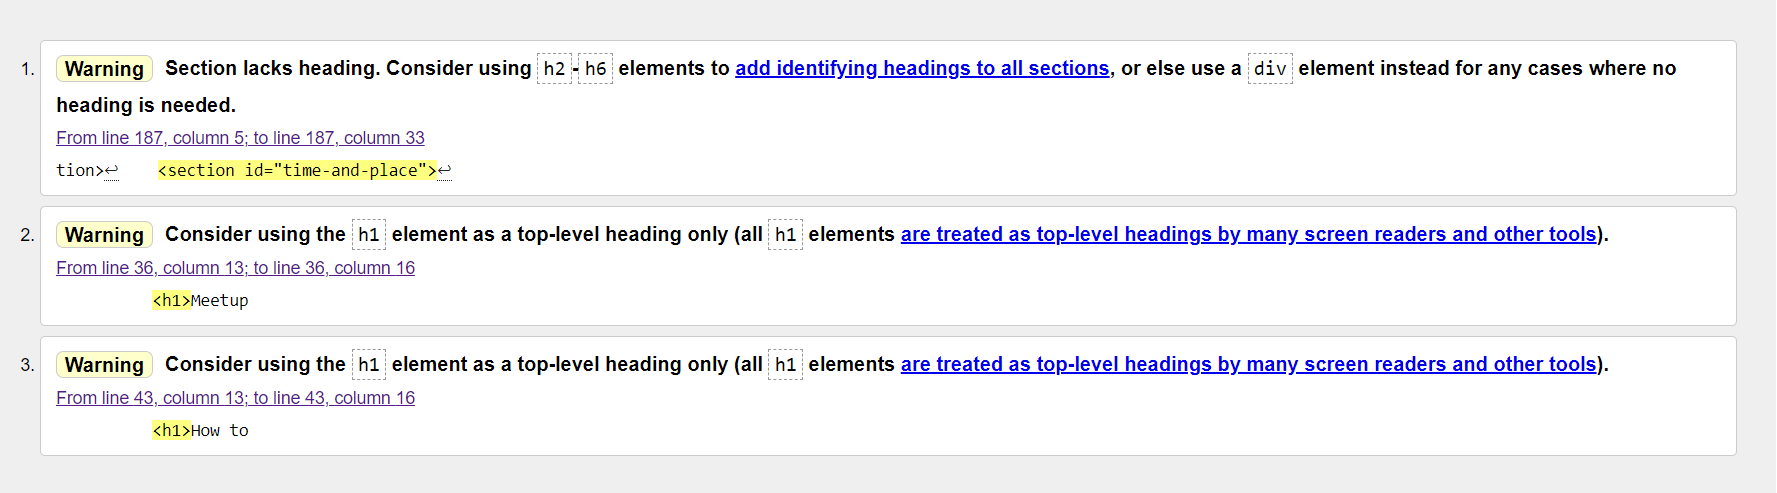 1. Warning Section lacks heading. Consider using h2-h6 elements to add identifying headings to all sections, or else use a div element instead for any cases where no
heading is needed.
From line 187, column 5; to line 187, column 33
tion>↩ <section id="time-and-place">↩
2. Warning Consider using the h1 element as a top-level heading only (all h1 elements are treated as top-level headings by many screen readers and other tools).
From line 36, column 13; to line 36, column 16
<h1>Meetup
3. Warning Consider using the h1 element as a top-level heading only (all h1 elements are treated as top-level headings by many screen readers and other tools).
From line 43, column 13; to line 43, column 16
<h1>How to